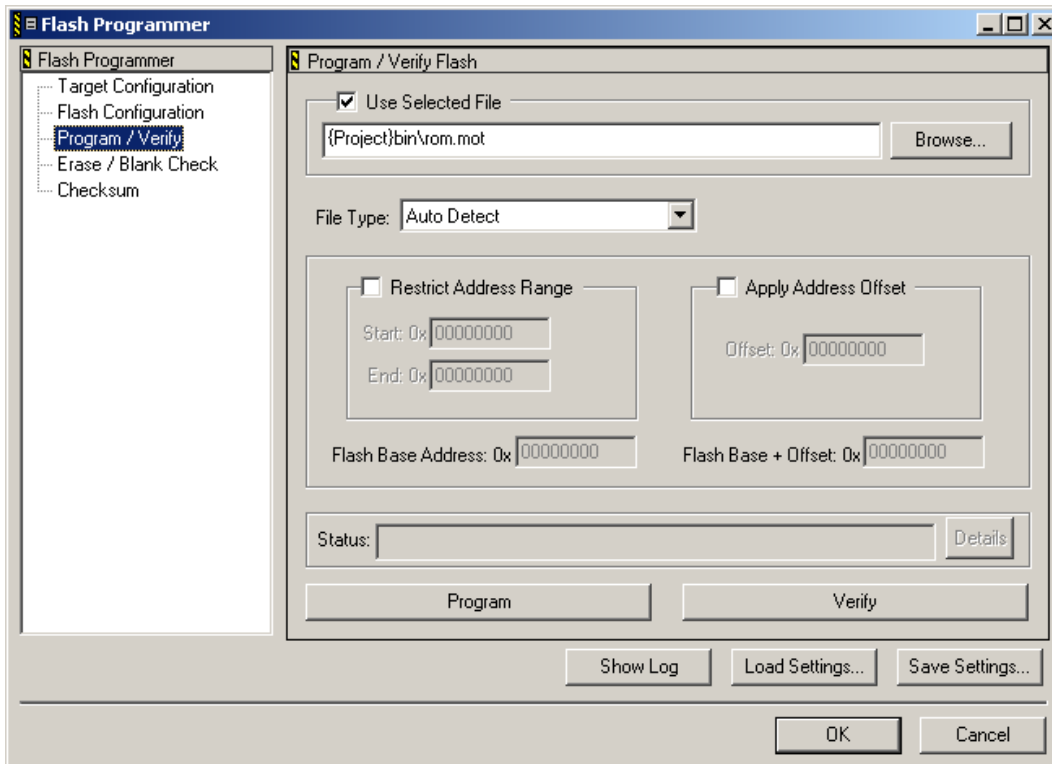 Flash Programmer
Flash Programmer
Target Configuration
Flash Configuration
Program / Verify
Erase / Blank Check
Checksum
Program / Verify Flash
Use Selected File
{Project}bin\rom.mot
Browse...
File Type: Auto Detect
Restrict Address Range
Start: 0x 00000000
End: 0x 00000000
Apply Address Offset
Offset: 0x 00000000
Flash Base Address: 0x 00000000
Flash Base + Offset: 0x 00000000
Status:
Details
Program
Verify
Show Log
Load Settings...
Save Settings...
OK
Cancel